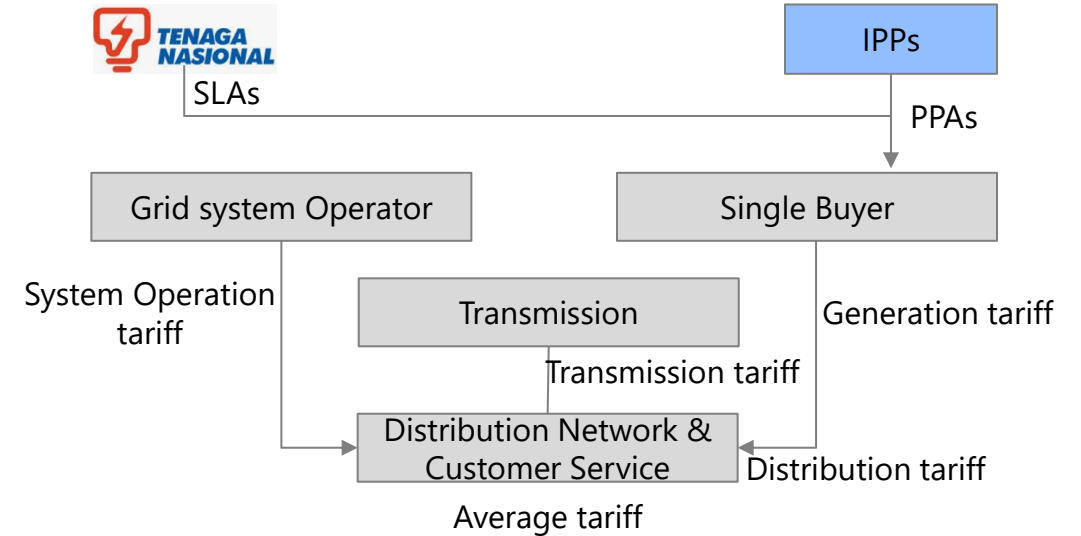 TENAGA
NASIONAL
IPPs
SLAs
PPAs
Grid system Operator
Single Buyer
System Operation
tariff
Transmission
Generation tariff
Transmission tariff
Distribution Network &
Customer Service
Distribution tariff
Average tariff